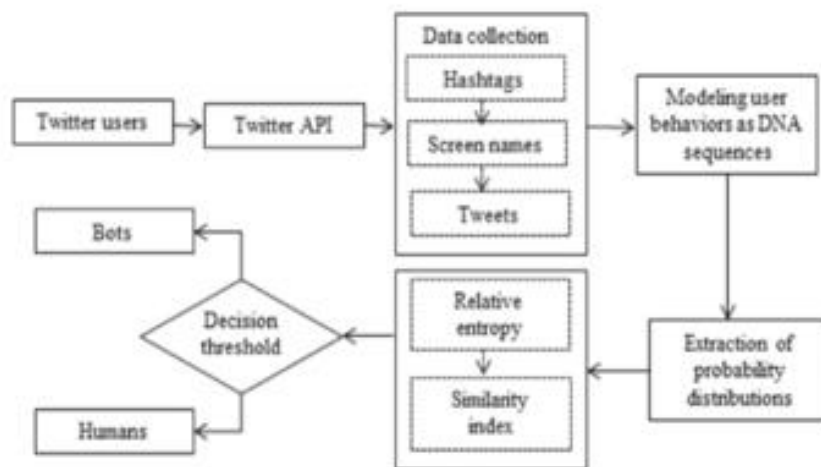 Data collection
Hashtags
Screen names
Tweets
Twitter users
Twitter API
Modeling user
behaviors as DNA
sequences
Bots
Decision
threshold
Humans
Relative
entropy
Similarity
index
Extraction of
probability
distributions